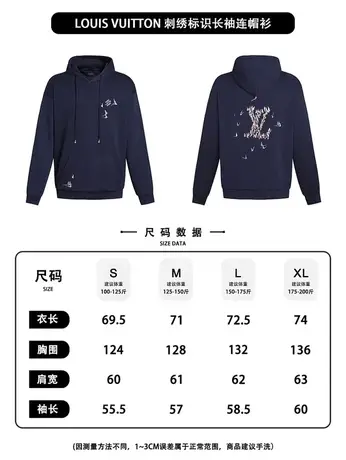 LOUIS VUITTON 刺绣标识长袖连帽衫
尺码数据
SIZE DATA
尺码 S M L XL
SIZE 建议体重 建议体重 建议体重 建议体重
100-125斤 125-150斤 150-175斤 175-200斤
衣长 69.5 71 72.5 74
胸围 124 128 132 136
肩宽 60 61 62 63
袖长 55.5 57 58.5 60
(因测量方法不同，1~3CM误差属于正常范围，商品建议手洗)